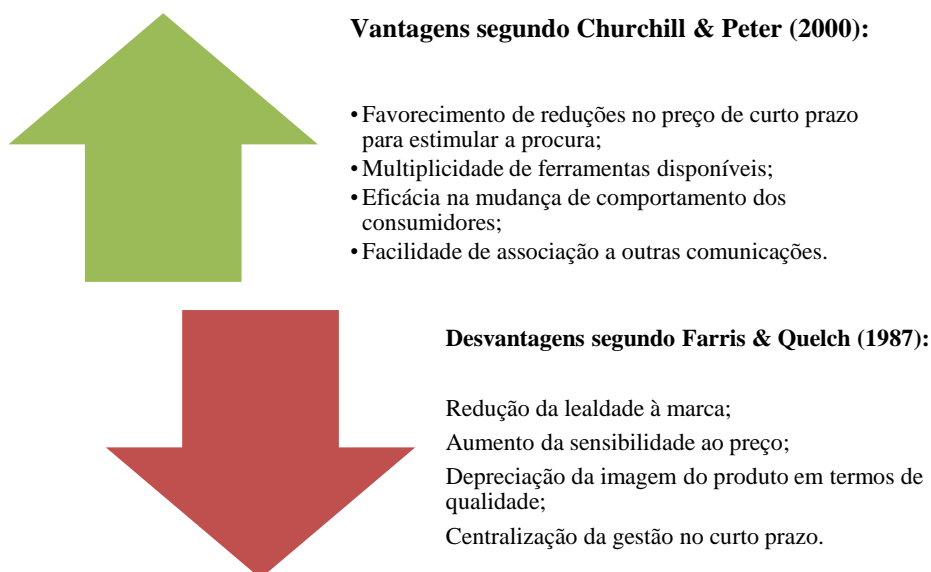 Vantagens segundo Churchill & Peter (2000):
•Favorecimento de reduções no preço de curto prazo
para estimular a procura;
•Multiplicidade de ferramentas disponíveis;
•Eficácia na mudança de comportamento dos
consumidores;
•Facilidade de associação a outras comunicações.
Desvantagens segundo Farris & Quelch (1987):
Redução da lealdade à marca;
Aumento da sensibilidade ao preço;
Depreciação da imagem do produto em termos de
qualidade;
Centralização da gestão no curto prazo.